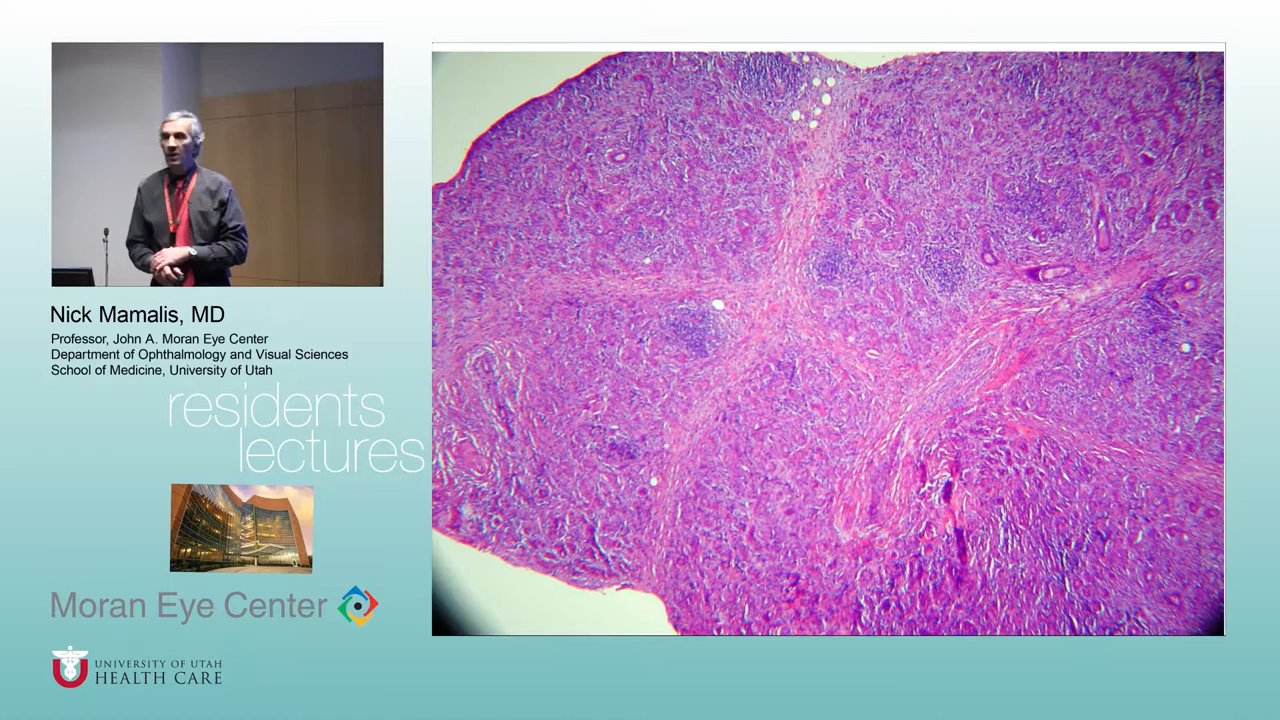 Nick Mamalis, MD
Professor, John A. Moran Eye Center
Department of Ophthalmology and Visual Sciences
School of Medicine, University of Utah
residents
lectures
Moran Eye Center
UNIVERSITY OF UTAH
HEALTH CARE